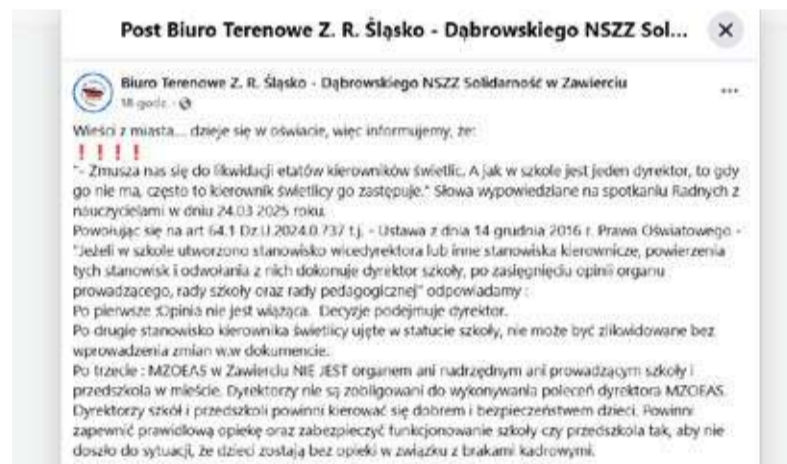 Post Biuro Terenowe Z. R. Śląsko - Dąbrowskiego NSZZ Sol...
Biuro Terenowe Z. R. Śląsko - Dąbrowskiego NSZZ Solidarność w Zawierciu
18 godz. ·
Wieści z miasta... dzieje się w oświacie, więc informujemy, że:
❗❗❗❗
"- Zmusza nas się do likwidacji etatów kierowników świetlic. A jak w szkole jest jeden dyrektor, to gdy
go nie ma, często to kierownik świetlicy go zastępuje." Słowa wypowiedziane na spotkaniu Radnych z
nauczycielami w dniu 24.03 2025 roku.
Powołując się na art 64.1 Dz.U.2024.0.737 t.j. - Ustawa z dnia 14 grudnia 2016 r. Prawa Oświatowego -
"Jeżeli w szkole utworzono stanowisko wicedyrektora lub inne stanowiska kierownicze, powierzenia
tych stanowisk i odwołania z nich dokonuje dyrektor szkoły, po zasięgnięciu opinii organu
prowadzącego, rady szkoły oraz rady pedagogicznej" odpowiadamy :
Po pierwsze :Opinia nie jest wiążąca. Decyzje podejmuje dyrektor.
Po drugie stanowisko kierownika świetlicy ujęte w statucie szkoły, nie może być zlikwidowane bez
wprowadzenia zmian w.w dokumencie.
Po trzecie : MZOEAS w Zawierciu NIE JEST organem ani nadrzędnym ani prowadzącym szkoły i
przedszkola w mieście. Dyrektorzy nie są zobligowani do wykonywania poleceń dyrektora MZOEAS.
Dyrektorzy szkół i przedszkoli powinni kierować się dobrem i bezpieczeństwem dzieci. Powinni
zapewnić prawidłową opiekę oraz zabezpieczyć funkcjonowanie szkoły czy przedszkola tak, aby nie
doszło do sytuacji, że dzieci zostają bez opieki w związku z brakami kadrowymi.